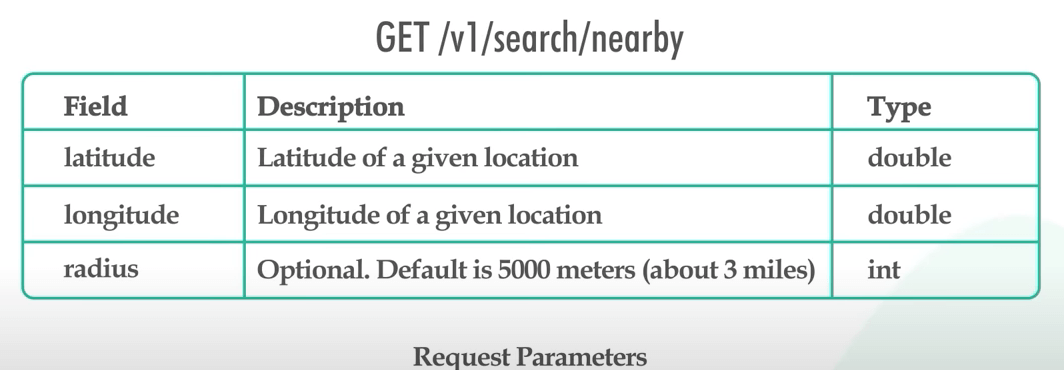 GET /v1/search/nearby
Field Description Type
latitude Latitude of a given location double
longitude Longitude of a given location double
radius Optional. Default is 5000 meters (about 3 miles) int
Request Parameters